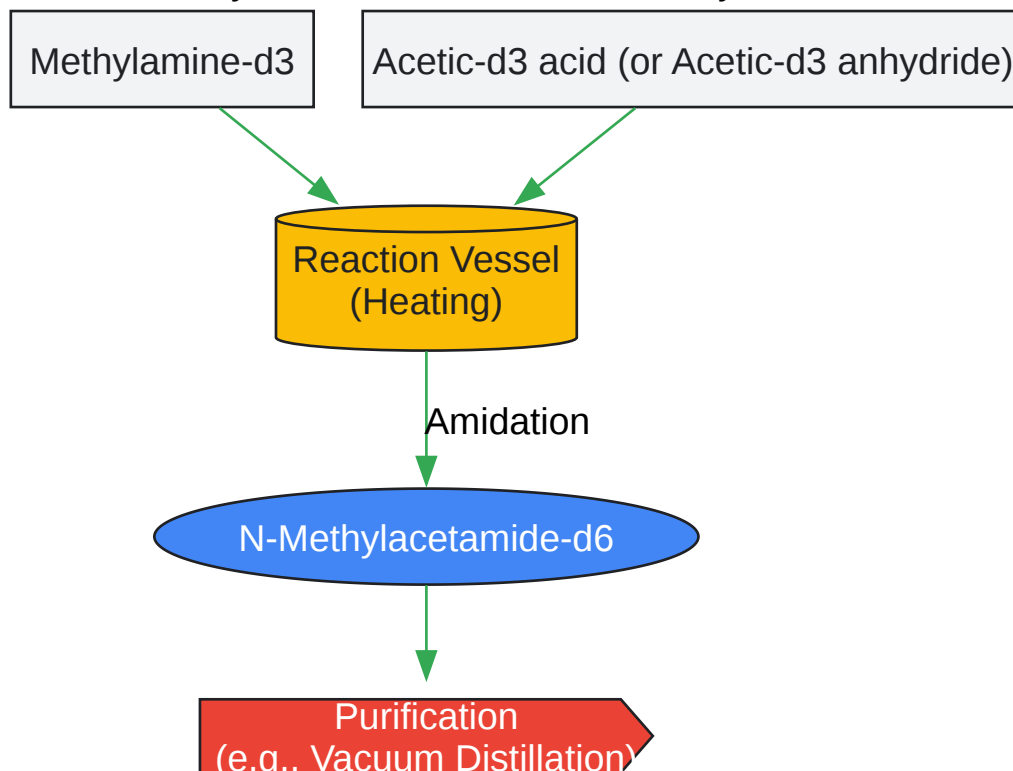 Methylamine-d3
Acetic-d3 acid (or Acetic-d3 anhydride)
Reaction Vessel
(Heating)
Amidation
N-Methylacetamide-d6
Purification
(e.g., Vacuum Distillation)